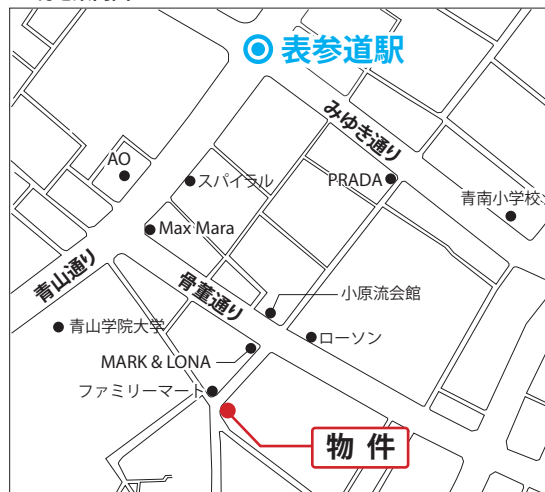 表参道駅
みゆき通り
AO
スパイラル
PRADA
青南小学校
Max Mara
青山通り
骨董通り
小原流会館
青山学院大学
ローソン
MARK & LONA
ファミリーマート
物件